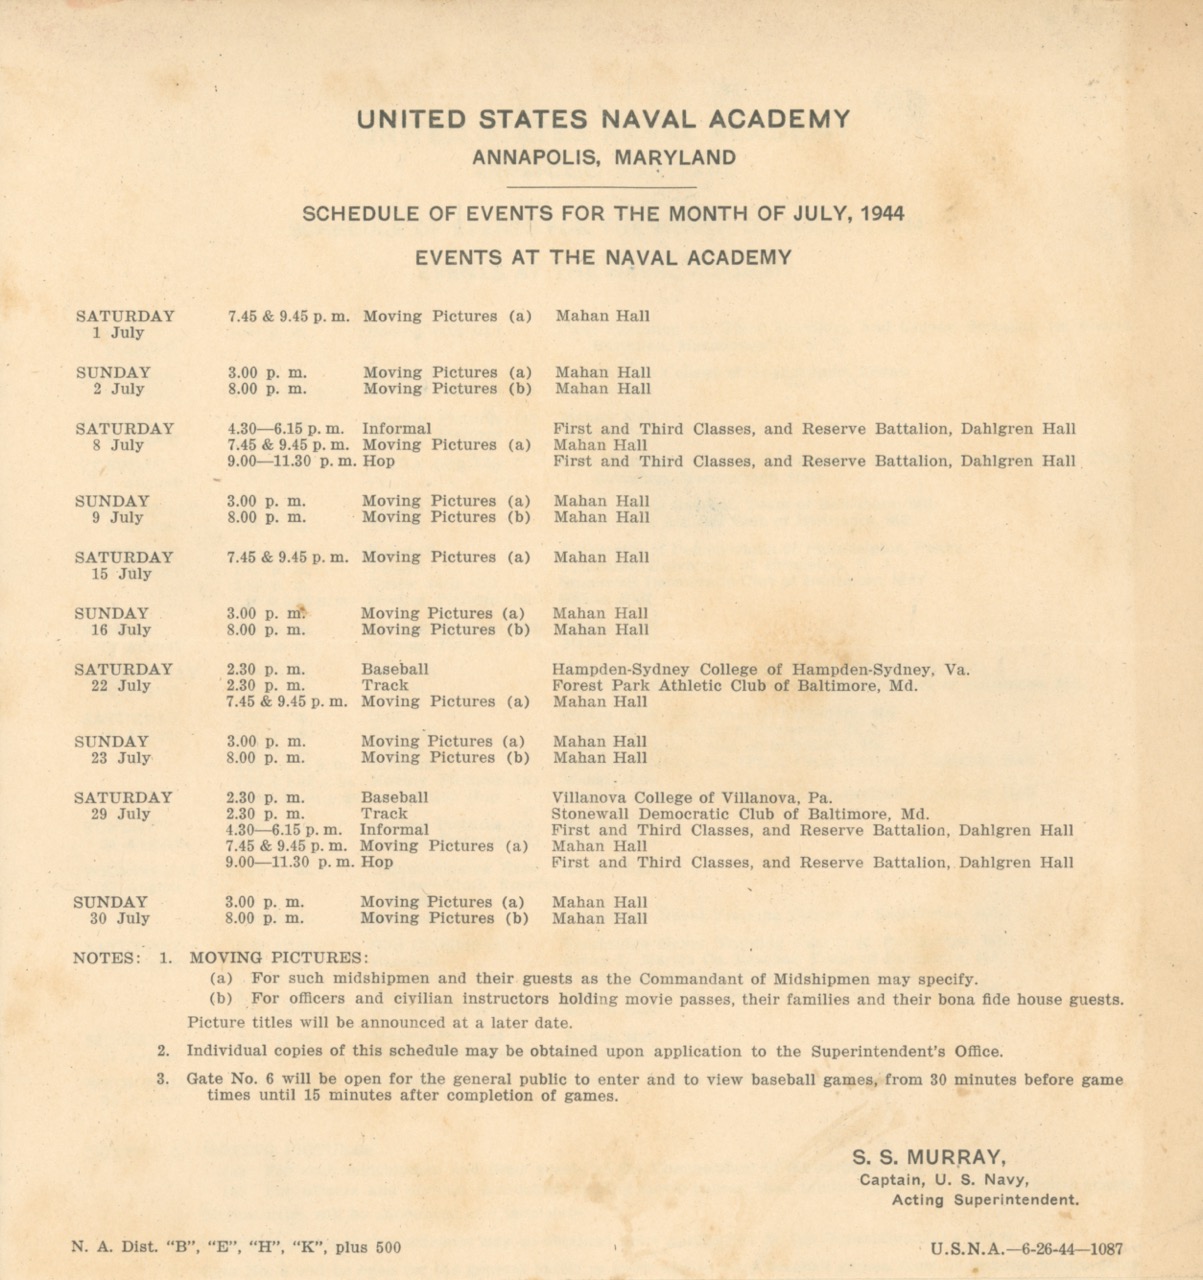 UNITED STATES NAVAL ACADEMY
ANNAPOLIS, MARYLAND
SCHEDULE OF EVENTS FOR THE MONTH OF JULY, 1944
EVENTS AT THE NAVAL ACADEMY
SATURDAY 7.45 & 9.45 p. m. Moving Pictures (a) Mahan Hall
1 July
SUNDAY 3.00 p. m. Moving Pictures (a) Mahan Hall
2 July 8.00 p. m. Moving Pictures (b) Mahan Hall
SATURDAY 4.30—6.15 p. m. Informal First and Third Classes, and Reserve Battalion, Dahlgren Hall
8 July 7.45 & 9.45 p. m. Moving Pictures (a) Mahan Hall
9.00—11.30 p. m. Hop First and Third Classes, and Reserve Battalion, Dahlgren Hall
SUNDAY 3.00 p. m. Moving Pictures (a) Mahan Hall
9 July 8.00 p. m. Moving Pictures (b) Mahan Hall
SATURDAY 7.45 & 9.45 p. m. Moving Pictures (a) Mahan Hall
15 July
SUNDAY 3.00 p. m. Moving Pictures (a) Mahan Hall
16 July 8.00 p. m. Moving Pictures (b) Mahan Hall
SATURDAY 2.30 p. m. Baseball Hampden-Sydney College of Hampden-Sydney, Va.
22 July 2.30 p. m. Track Forest Park Athletic Club of Baltimore, Md.
7.45 & 9.45 p. m. Moving Pictures (a) Mahan Hall
SUNDAY 3.00 p. m. Moving Pictures (a) Mahan Hall
23 July 8.00 p. m. Moving Pictures (b) Mahan Hall
SATURDAY 2.30 p. m. Baseball Villanova College of Villanova, Pa.
29 July 2.30 p. m. Track Stonewall Democratic Club of Baltimore, Md.
4.30—6.15 p. m. Informal First and Third Classes, and Reserve Battalion, Dahlgren Hall
7.45 & 9.45 p. m. Moving Pictures (a) Mahan Hall
9.00—11.30 p. m. Hop First and Third Classes, and Reserve Battalion, Dahlgren Hall
SUNDAY 3.00 p. m. Moving Pictures (a) Mahan Hall
30 July 8.00 p. m. Moving Pictures (b) Mahan Hall
NOTES: 1. MOVING PICTURES:
(a) For such midshipmen and their guests as the Commandant of Midshipmen may specify.
(b) For officers and civilian instructors holding movie passes, their families and their bona fide house guests.
Picture titles will be announced at a later date.
2. Individual copies of this schedule may be obtained upon application to the Superintendent's Office.
3. Gate No. 6 will be open for the general public to enter and to view baseball games, from 30 minutes before game
times until 15 minutes after completion of games.
S. S. MURRAY,
Captain, U. S. Navy,
Acting Superintendent.
N. A. Dist. "B", "E", "H", "K", plus 500 U.S.N.A.—6-26-44—1087